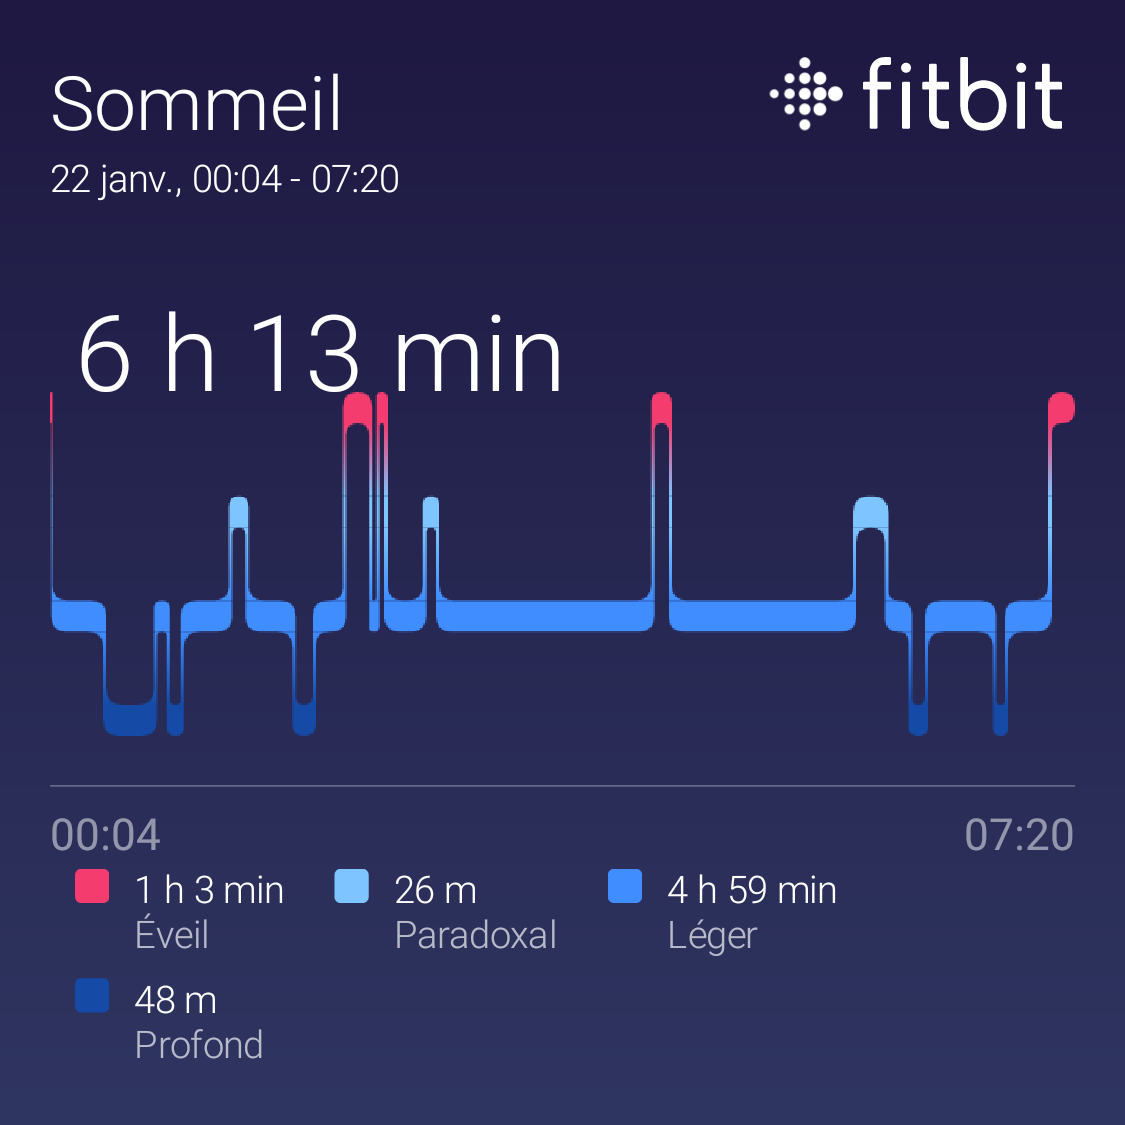 Sommeil
fitbit
22 janv., 00:04 - 07:20
6 h 13 min
00:04
07:20
1 h 3 min
26 m
4 h 59 min
Éveil
Paradoxal
Léger
48 m
Profond